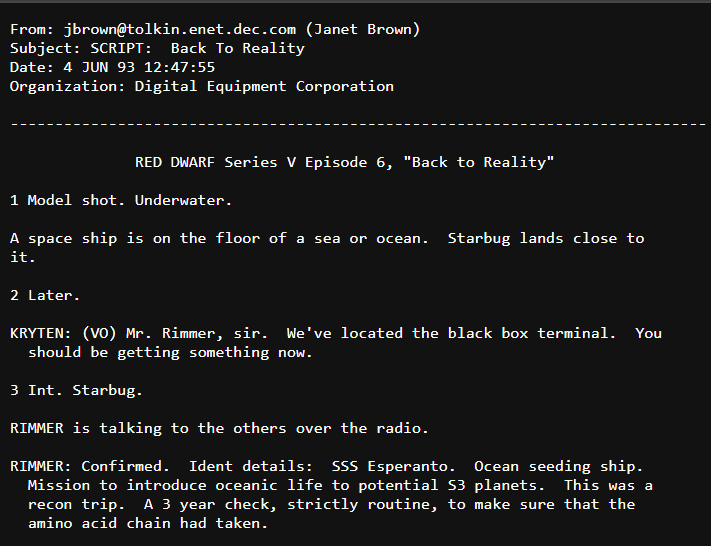 From: jbrown@tolkin.enet.dec.com (Janet Brown)
Subject: SCRIPT:  Back To Reality
Date: 4 JUN 93 12:47:55
Organization: Digital Equipment Corporation
------------------------------------------------------------------------------
RED DWARF Series V Episode 6, "Back to Reality"
1 Model shot. Underwater.
A space ship is on the floor of a sea or ocean.  Starbug lands close to
it.
2 Later.
KRYTEN: (VO) Mr. Rimmer, sir.  We've located the black box terminal.  You
should be getting something now.
3 Int. Starbug.
RIMMER is talking to the others over the radio.
RIMMER: Confirmed.  Ident details:  SSS Esperanto.  Ocean seeding ship.
Mission to introduce oceanic life to potential S3 planets.  This was a
recon trip.  A 3 year check, strictly routine, to make sure that the
amino acid chain had taken.